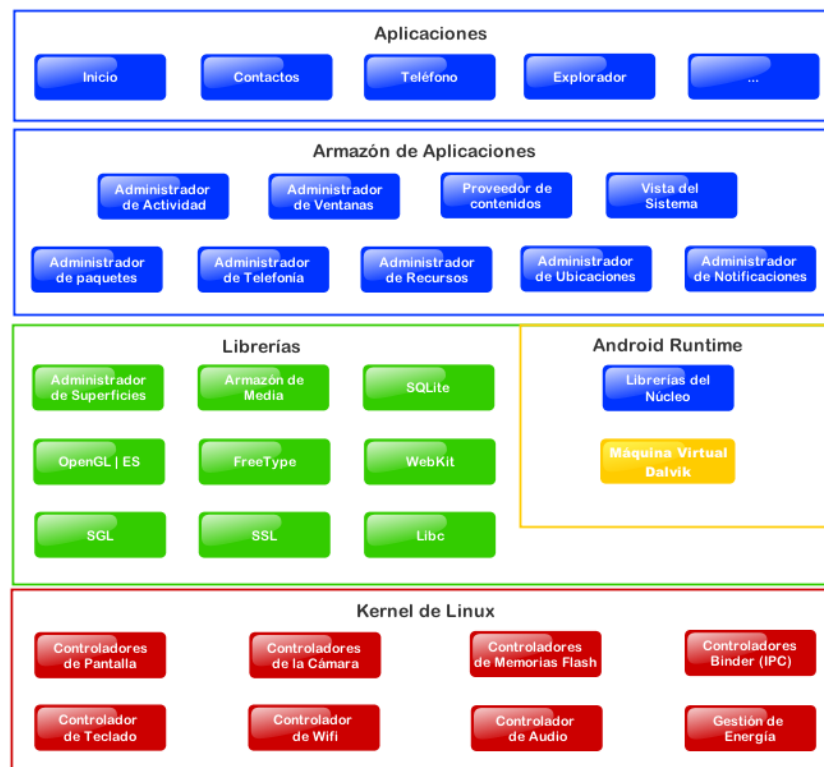 Aplicaciones
Inicio
Contactos
Teléfono
Explorador
...
Armazón de Aplicaciones
Administrador
de Actividad
Administrador
de Ventanas
Proveedor de
contenidos
Vista del
Sistema
Administrador
de paquetes
Administrador
de Telefonía
Administrador
de Recursos
Administrador
de Ubicaciones
Administrador
de Notificaciones
Librerías
Administrador
de Superficies
Armazón de
Media
SQLite
OpenGL | ES
FreeType
WebKit
SGL
SSL
Libc
Android Runtime
Librerías del
Núcleo
Máquina Virtual
Dalvik
Kernel de Linux
Controladores
de Pantalla
Controladores
de la Cámara
Controladores
de Memorias Flash
Controladores
Binder (IPC)
Controlador
de Teclado
Controlador
de Wifi
Controlador
de Audio
Gestión de
Energía